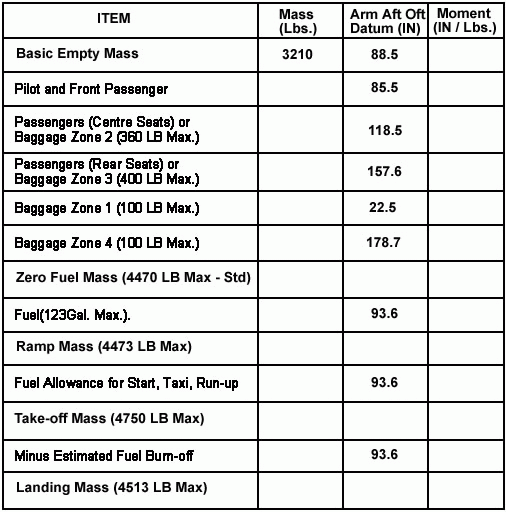 ITEM Mass Arm Aft Oft Moment
(Lbs.) Datum (IN) (IN / Lbs.)
Basic Empty Mass 3210 88.5
Pilot and Front Passenger 85.5
Passengers (Centre Seats) or
Baggage Zone 2 (360 LB Max.) 118.5
Passengers (Rear Seats) or
Baggage Zone 3 (400 LB Max.) 157.6
Baggage Zone 1 (100 LB Max.) 22.5
Baggage Zone 4 (100 LB Max.) 178.7
Zero Fuel Mass (4470 LB Max - Std)
Fuel(123Gal. Max.). 93.6
Ramp Mass (4473 LB Max)
Fuel Allowance for Start, Taxi, Run-up 93.6
Take-off Mass (4750 LB Max)
Minus Estimated Fuel Burn-off 93.6
Landing Mass (4513 LB Max)